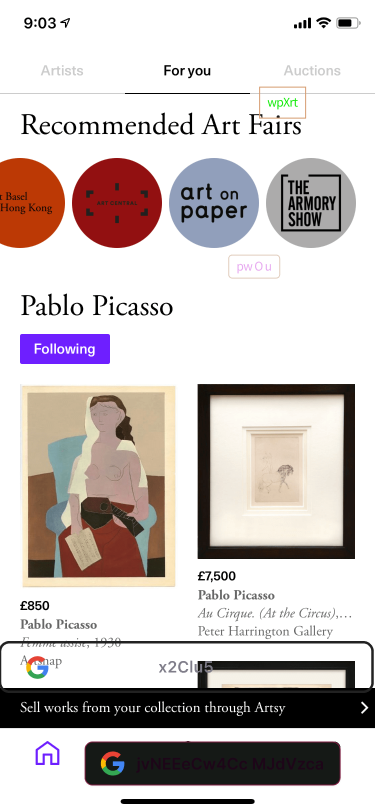 9:03
Artists
For you
Auctions
wpXrt
Recommended Art Fairs
t Basel
Hong Kong
ART CENTRAL
art on
paper
THE
ARMORY
SHOW
pw O u
Pablo Picasso
Following
£850
Pablo Picasso
Femme assise, 1930
Artsnap
£7,500
Pablo Picasso
Au Cirque. (At the Circus),…
Peter Harrington Gallery
x2Clu5
Sell works from your collection through Artsy
jvNEEeCw4Cc MJdVzca